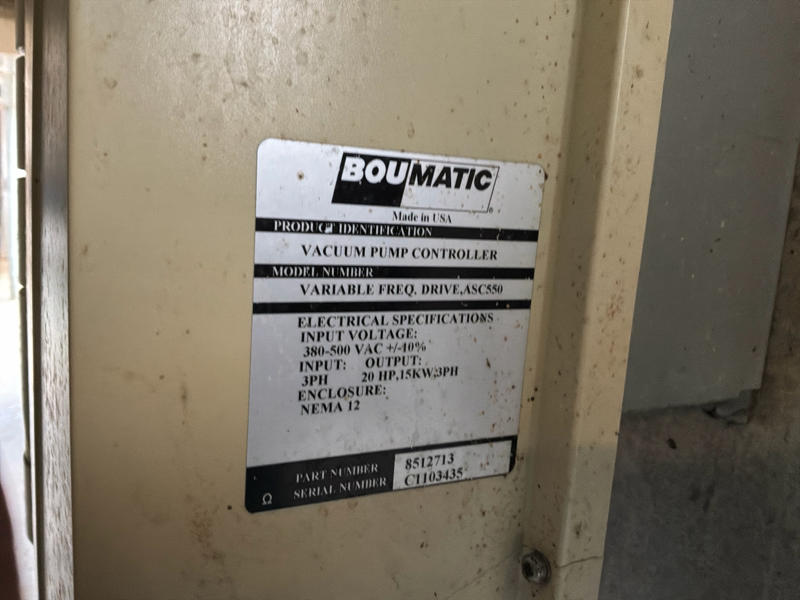 BOUMATIC
Made in USA
PRODUCT IDENTIFICATION
VACUUM PUMP CONTROLLER
MODEL NUMBER
VARIABLE FREQ. DRIVE,ASC550
ELECTRICAL SPECIFICATIONS
INPUT VOLTAGE:
380-500 VAC +/-10%
INPUT: OUTPUT:
3PH 20 HP,15KW,3PH
ENCLOSURE:
NEMA 12
PART NUMBER 8512713
Ω SERIAL NUMBER C1103435